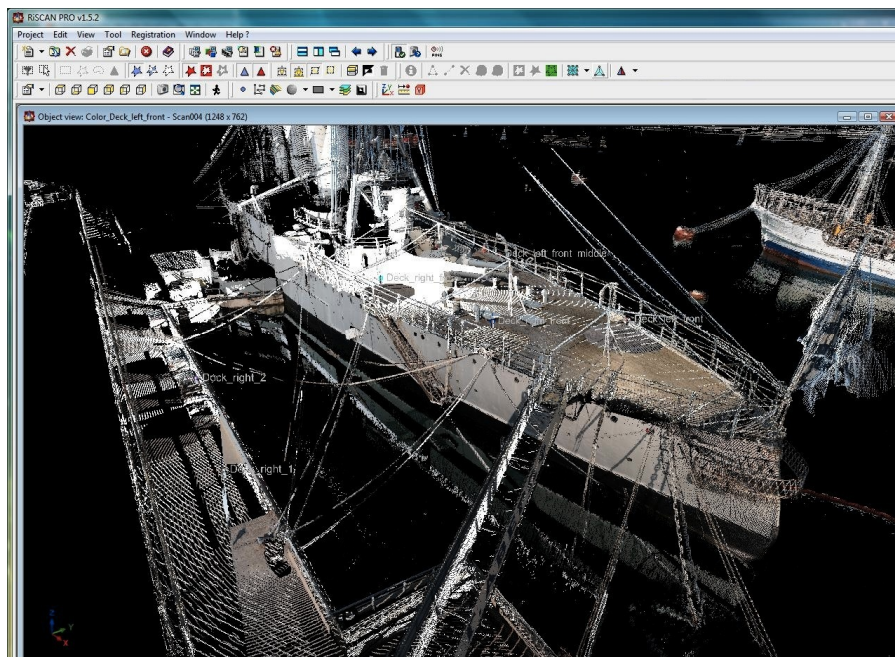 RiSCAN PRO v1.5.2
Project Edit View Tool Registration Window Help ?
Object view: Color_Deck_left_front - Scan004 (1248 x 762)
Deck_left_front_middle
Deck_right_
Deck_left_front
Deck_right_2
Deck_right_1
Z
Y
X